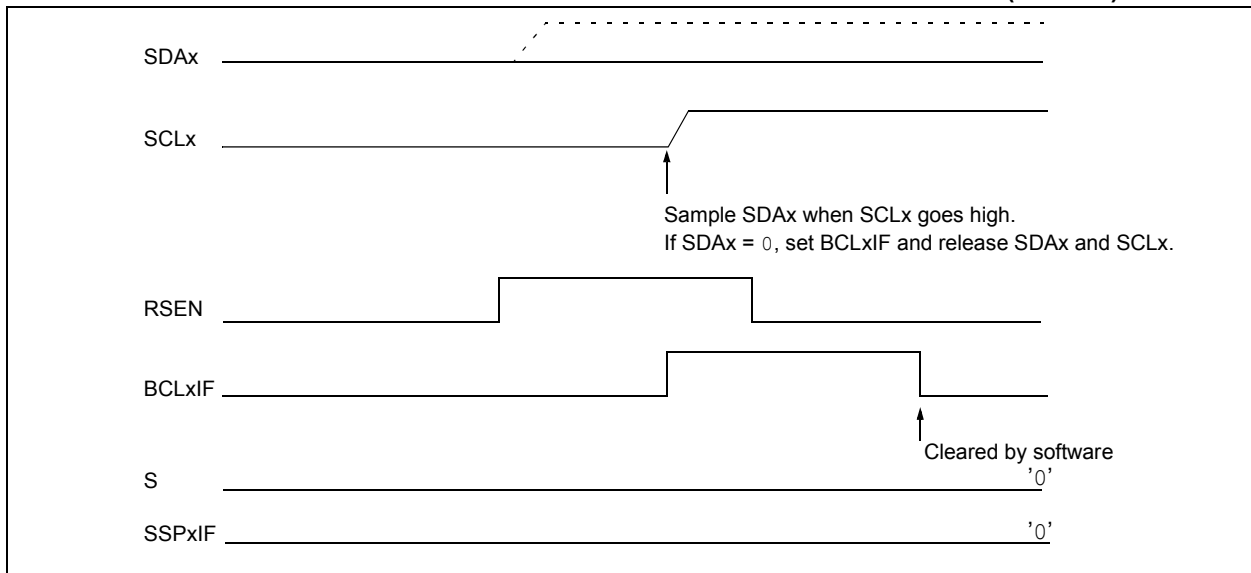 SDAx
SCLx
Sample SDAx when SCLx goes high.
If SDAx = 0, set BCLxIF and release SDAx and SCLx.
RSEN
BCLxIF
Cleared by software
S '0'
SSPxIF '0'